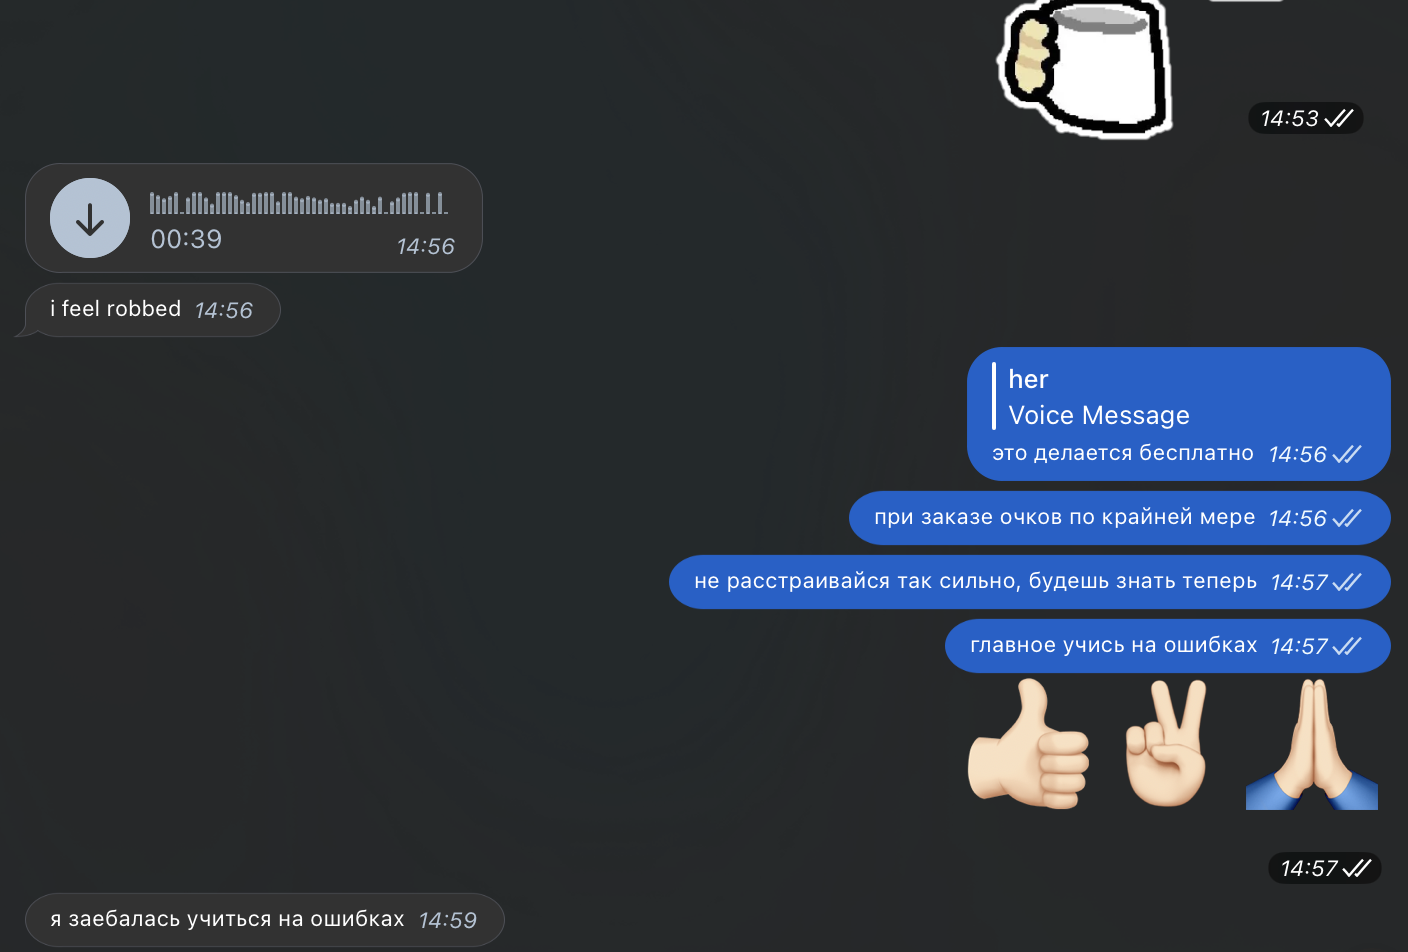 14:53
00:39
14:56
i feel robbed 14:56
her
Voice Message
это делается бесплатно 14:56
при заказе очков по крайней мере 14:56
не расстраивайся так сильно, будешь знать теперь 14:57
главное учись на ошибках 14:57
14:57
я заебалась учиться на ошибках 14:59